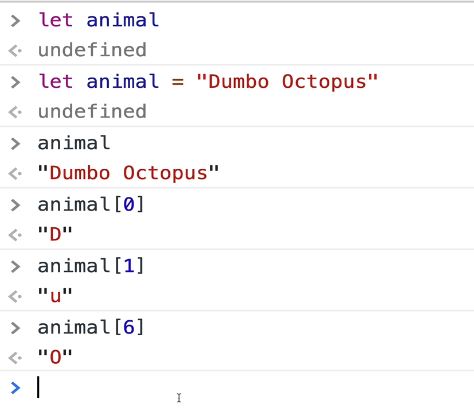 > let animal
<· undefined
> let animal = "Dumbo Octopus"
<· undefined
> animal
<· "Dumbo Octopus"
> animal[0]
<· "D"
> animal[1]
<· "u"
> animal[6]
<· "O"
>